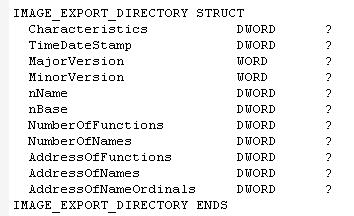 IMAGE_EXPORT_DIRECTORY STRUCT
Characteristics DWORD ?
TimeDateStamp DWORD ?
MajorVersion WORD ?
MinorVersion WORD ?
nName DWORD ?
nBase DWORD ?
NumberOfFunctions DWORD ?
NumberOfNames DWORD ?
AddressOfFunctions DWORD ?
AddressOfNames DWORD ?
AddressOfNameOrdinals DWORD ?
IMAGE_EXPORT_DIRECTORY ENDS